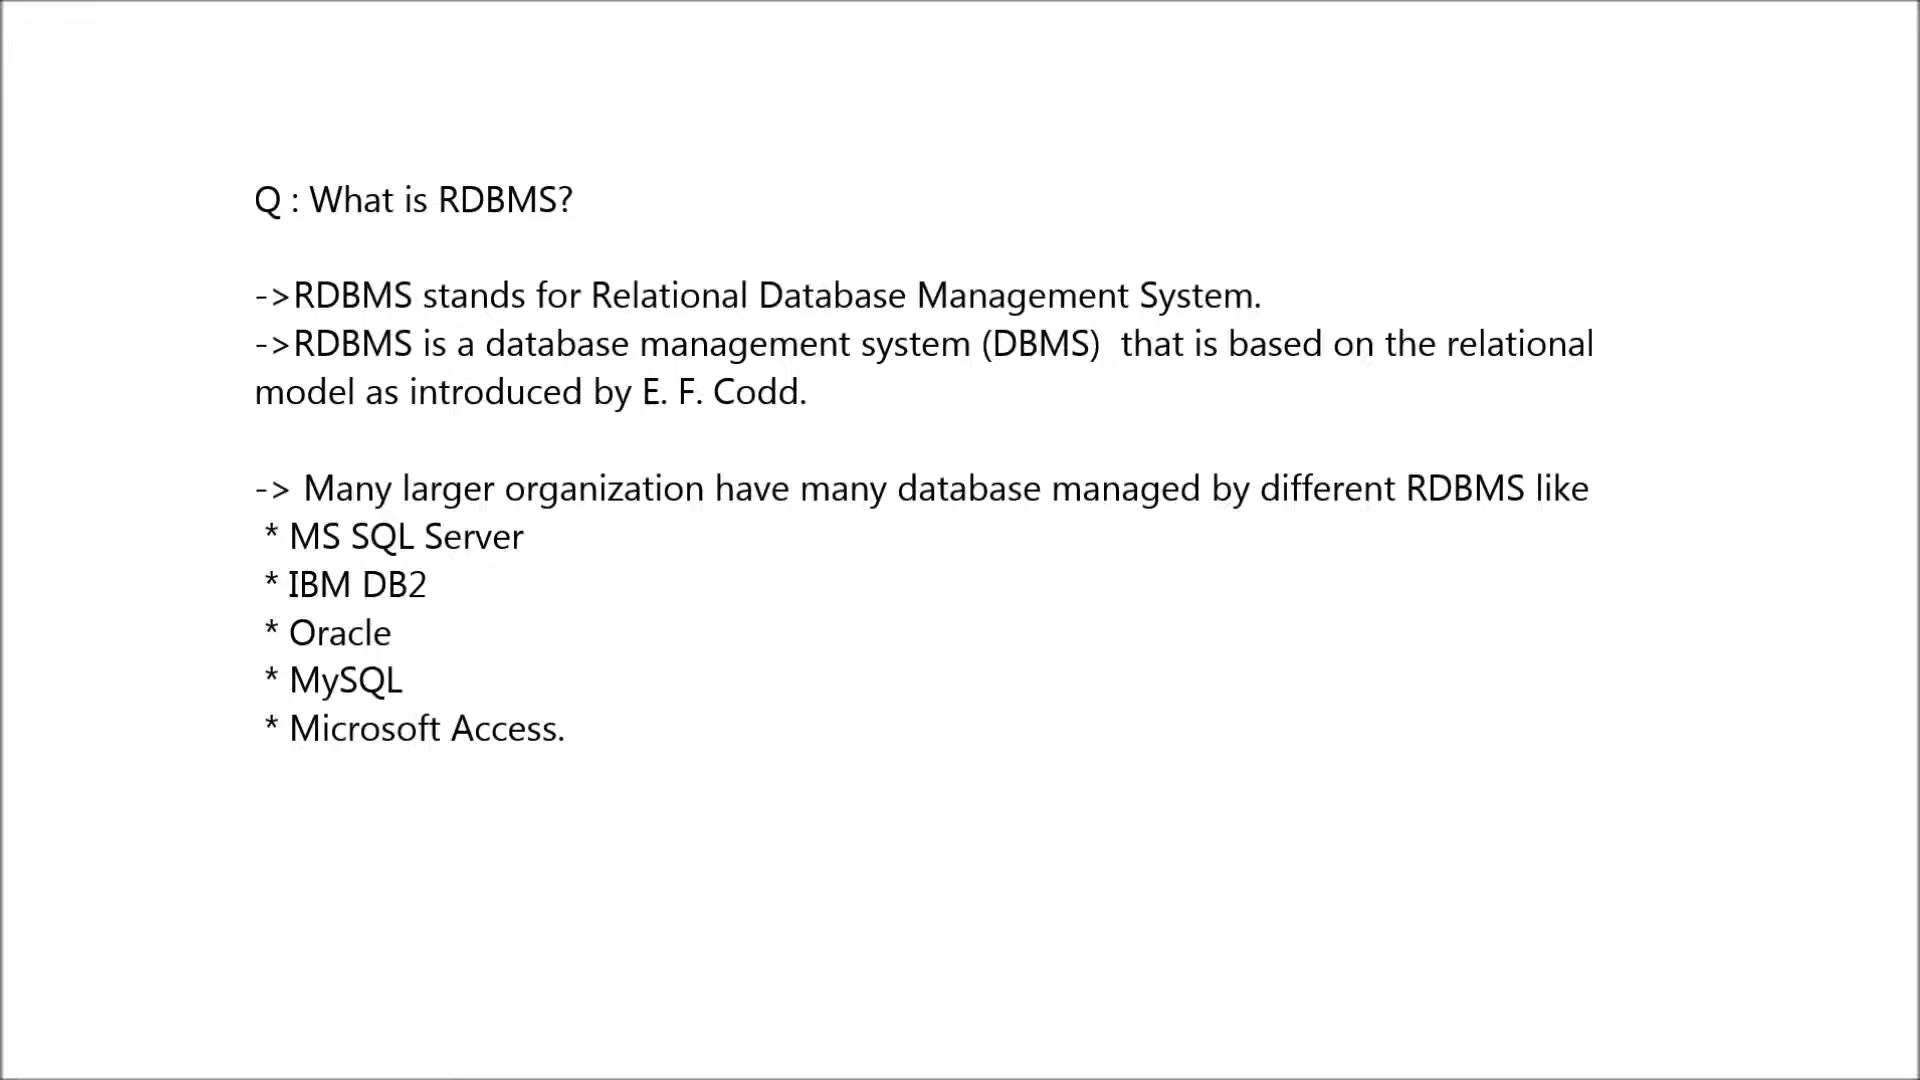 Q : What is RDBMS?
->RDBMS stands for Relational Database Management System.
->RDBMS is a database management system (DBMS)  that is based on the relational
model as introduced by E. F. Codd.
-> Many larger organization have many database managed by different RDBMS like
* MS SQL Server
* IBM DB2
* Oracle
* MySQL
* Microsoft Access.